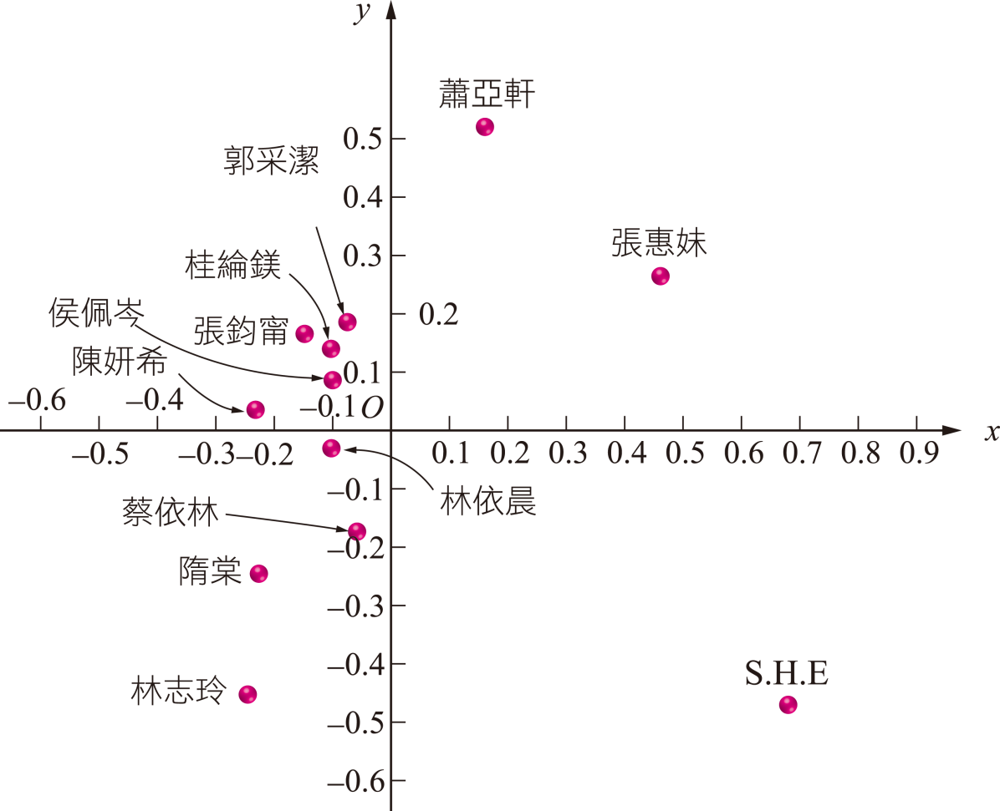 y
蕭亞軒
0.5
郭采潔
0.4
張惠妹
0.3
桂綸鎂
0.2
侯佩岑
張鈞甯
陳妍希
0.1
–0.6
–0.4
–0.1
O
x
–0.5
–0.3
–0.2
0.1
0.2
0.3
0.4
0.5
0.6
0.7
0.8
0.9
–0.1
林依晨
蔡依林
–0.2
隋棠
–0.3
–0.4
S.H.E
林志玲
–0.5
–0.6